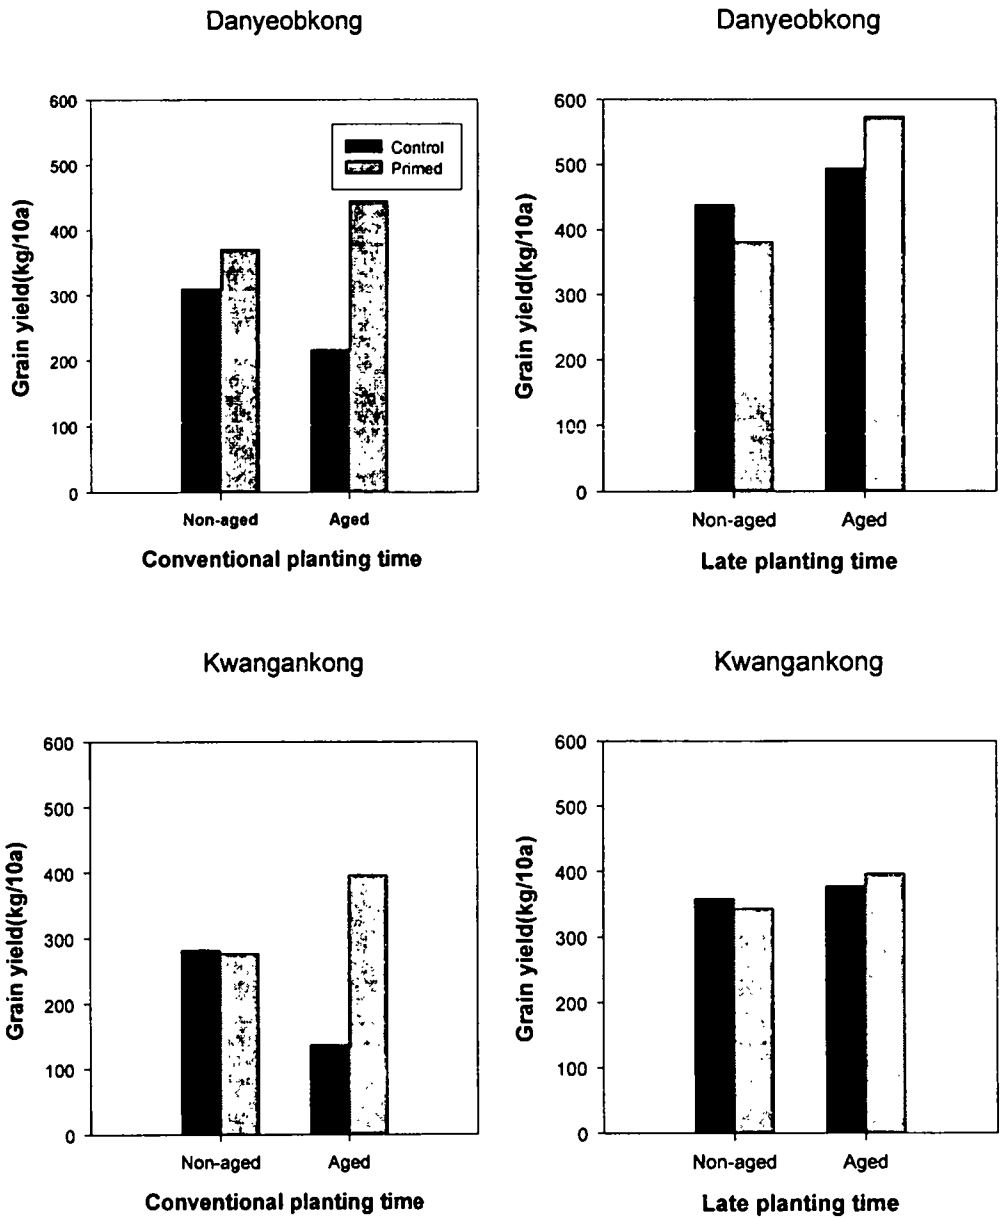 Danyeobkong
600
500
400
300
200
100
0
Grain yield(kg/10a)
Control
Primed
Non-aged Aged
Conventional planting time
Danyeobkong
600
500
400
300
200
100
0
Grain yield(kg/10a)
Non-aged Aged
Late planting time
Kwangankong
600
500
400
300
200
100
0
Grain yield(kg/10a)
Non-aged Aged
Conventional planting time
Kwangankong
600
500
400
300
200
100
0
Grain yield(kg/10a)
Non-aged Aged
Late planting time